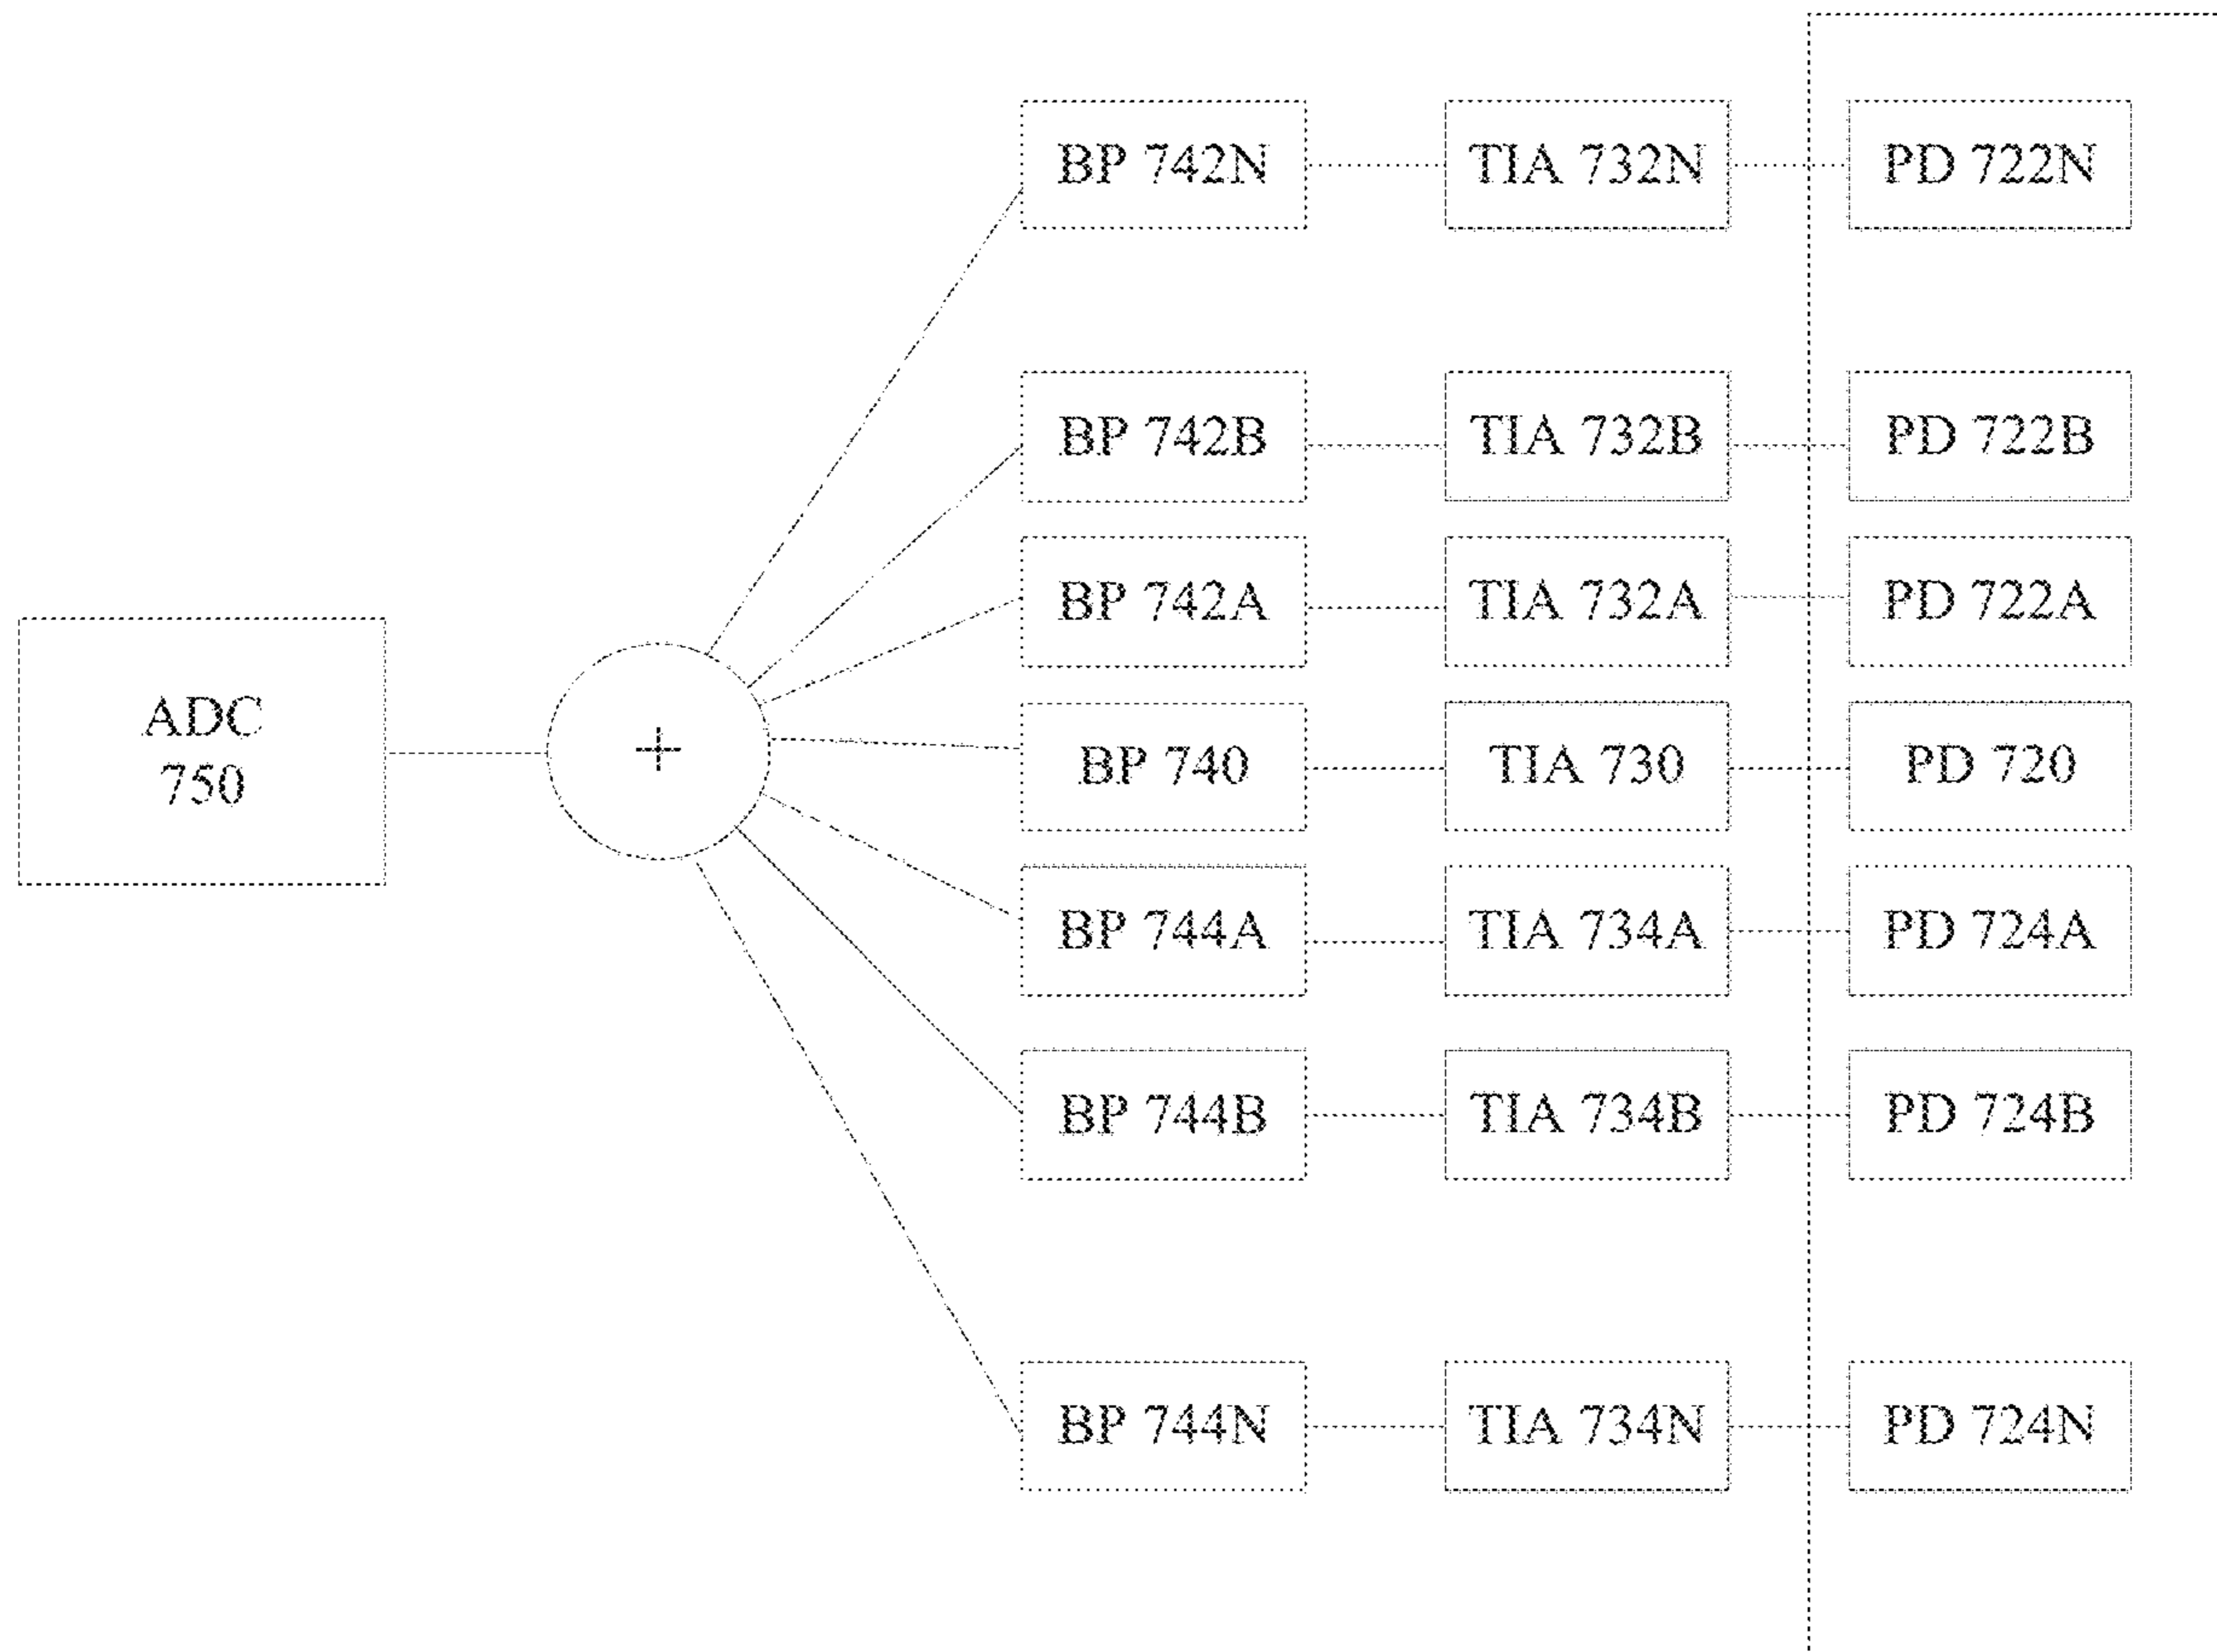 BP 742N TIA 732N PD 722N
BP 742B TIA 732B PD 722B
BP 742A TIA 732A PD 722A
ADC
750
+
BP 740 TIA 730 PD 720
BP 744A TIA 734A PD 724A
BP 744B TIA 734B PD 724B
BP 744N TIA 734N PD 724N